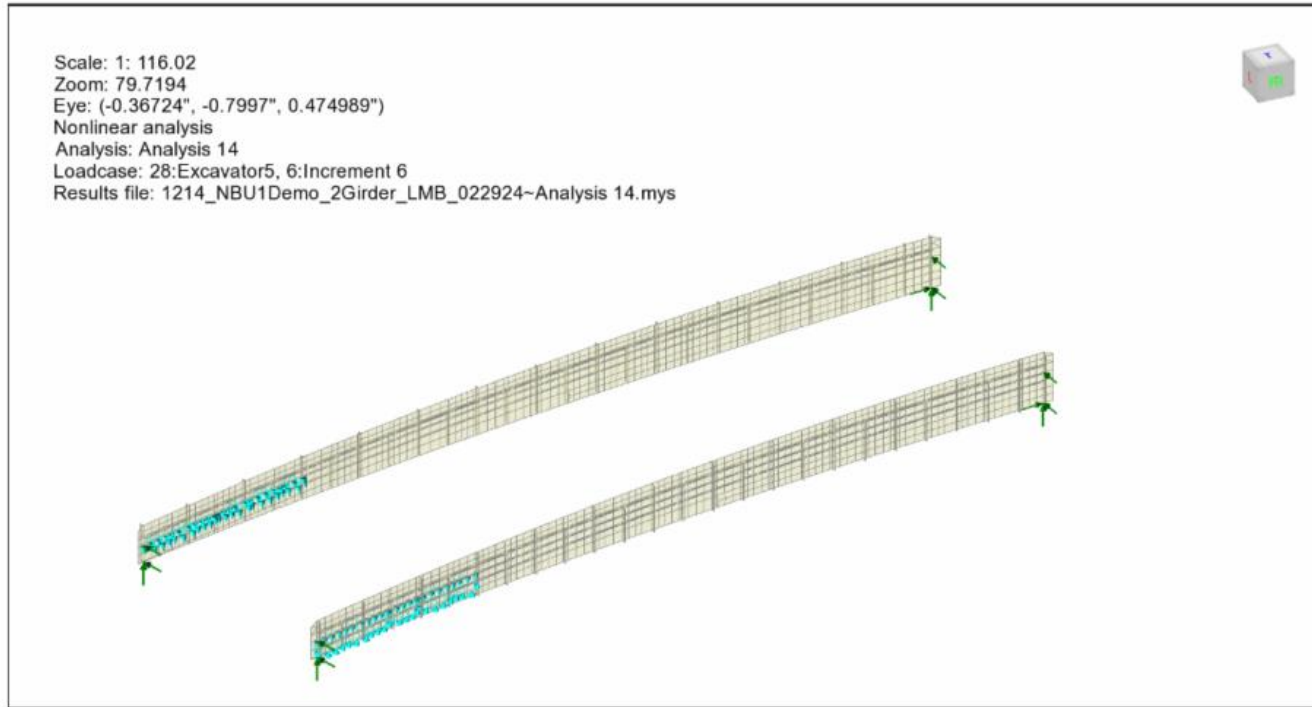 Scale: 1: 116.02
Zoom: 79.7194
Eye: (-0.36724", -0.7997", 0.474989")
Nonlinear analysis
Analysis: Analysis 14
Loadcase: 28:Excavator5, 6:Increment 6
Results file: 1214_NBU1Demo_2Girder_LMB_022924~Analysis 14.mys